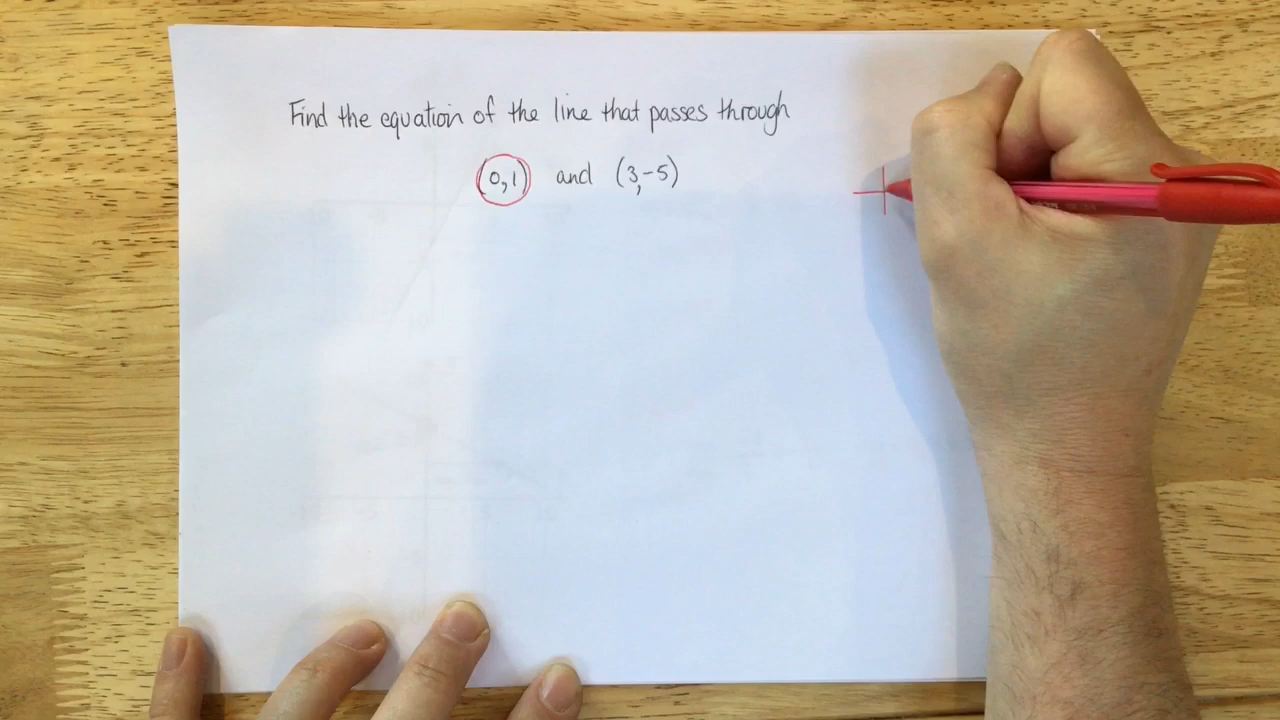 Find the equation of the line that passes through
(0,1) and (3,-5)